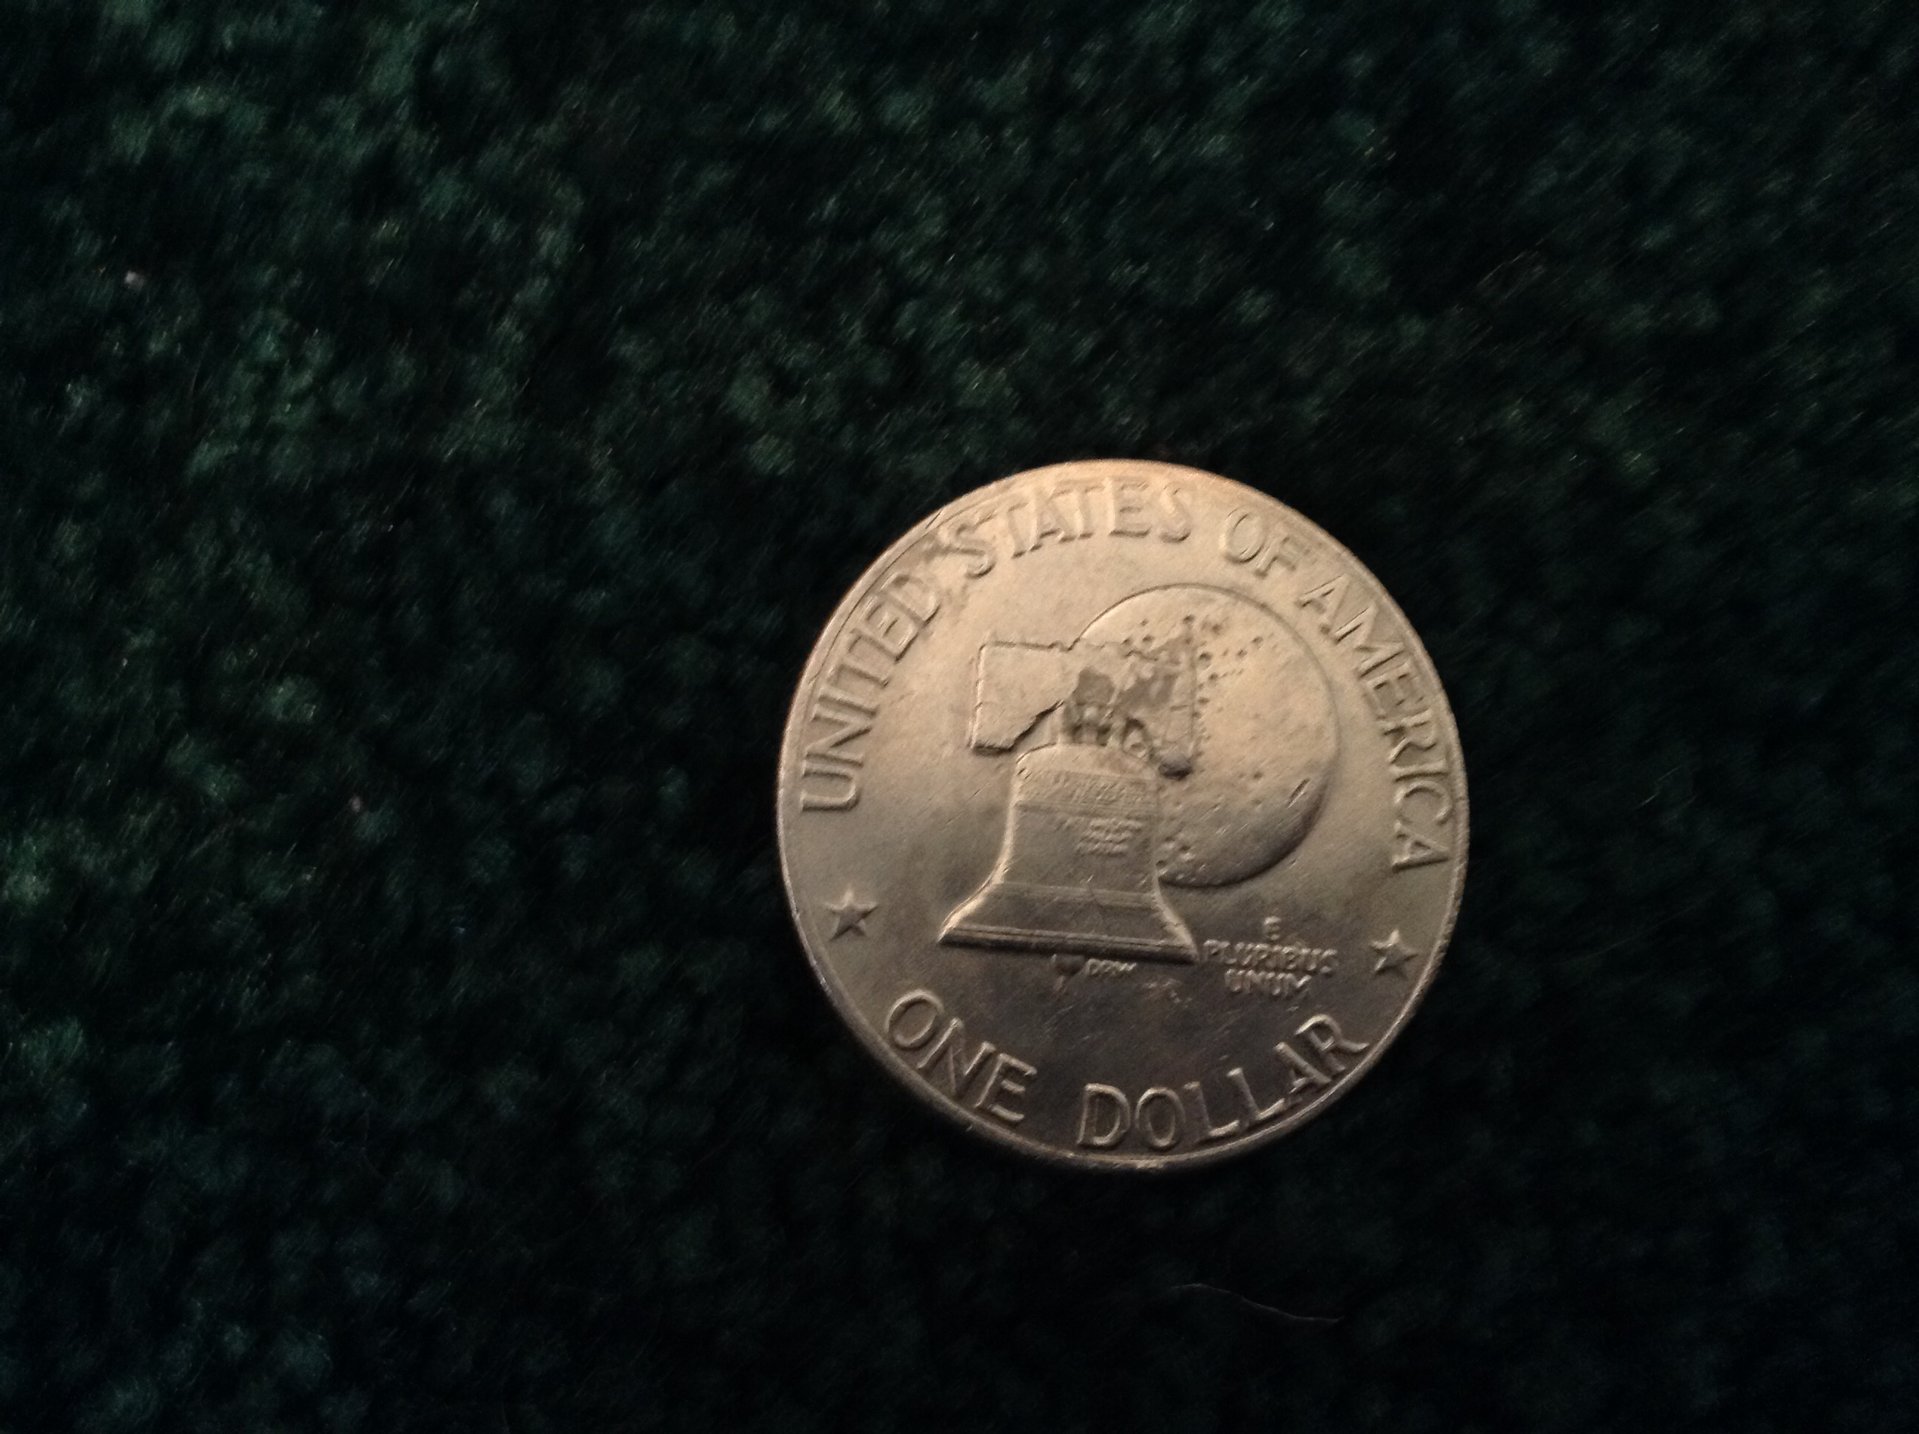 UNITED STATES OF AMERICA
E
PLURIBUS
UNUM
ONE DOLLAR